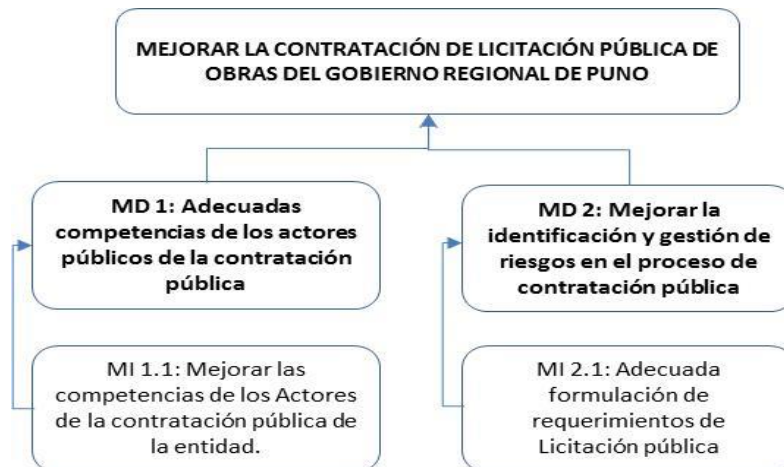 MEJORAR LA CONTRATACIÓN DE LICITACIÓN PÚBLICA DE
OBRAS DEL GOBIERNO REGIONAL DE PUNO
MD 1: Adecuadas
competencias de los actores
públicos de la contratación
pública
MD 2: Mejorar la
identificación y gestión de
riesgos en el proceso de
contratación pública
MI 1.1: Mejorar las
competencias de los Actores
de la contratación pública de
la entidad.
MI 2.1: Adecuada
formulación de
requerimientos de
Licitación pública